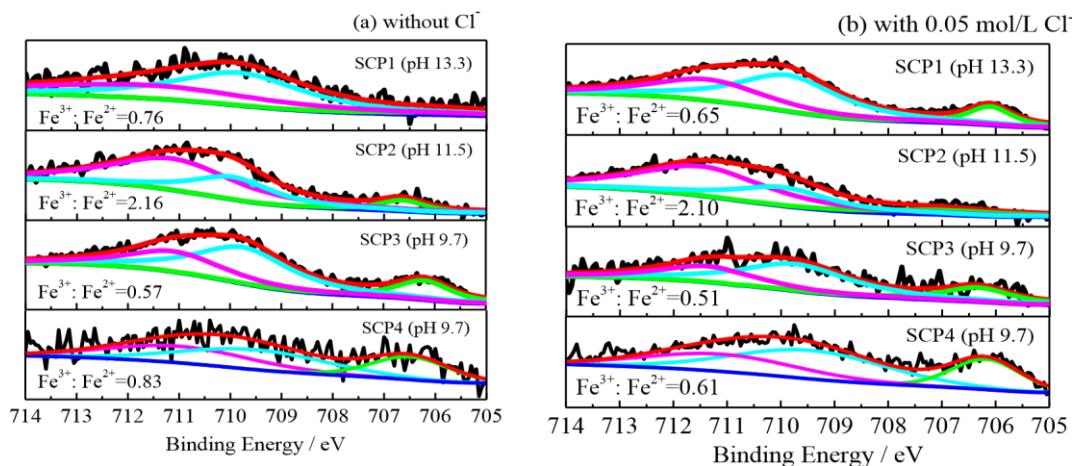 (a) without Cl⁻
SCP1 (pH 13.3)
Fe³⁺: Fe²⁺=0.76
SCP2 (pH 11.5)
Fe³⁺: Fe²⁺=2.16
SCP3 (pH 9.7)
Fe³⁺: Fe²⁺=0.57
SCP4 (pH 9.7)
Fe³⁺: Fe²⁺=0.83
714 713 712 711 710 709 708 707 706 705
Binding Energy / eV
(b) with 0.05 mol/L Cl⁻
SCP1 (pH 13.3)
Fe³⁺: Fe²⁺=0.65
SCP2 (pH 11.5)
Fe³⁺: Fe²⁺=2.10
SCP3 (pH 9.7)
Fe³⁺: Fe²⁺=0.51
SCP4 (pH 9.7)
Fe³⁺: Fe²⁺=0.61
714 713 712 711 710 709 708 707 706 705
Binding Energy / eV